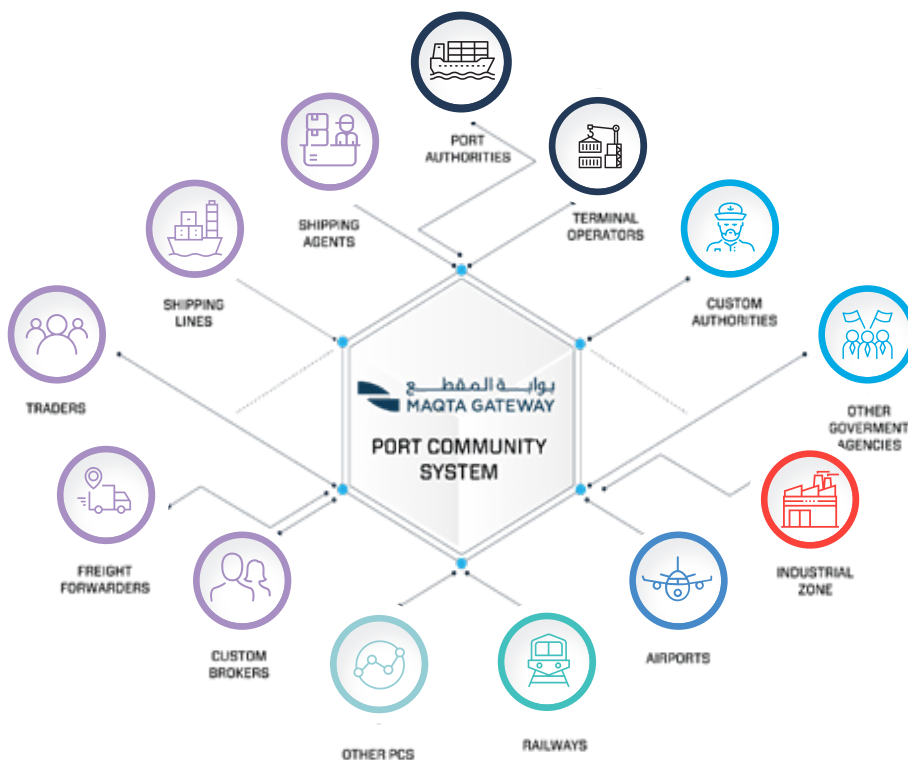 PORT
AUTHORITIES
SHIPPING
AGENTS
TERMINAL
OPERATORS
SHIPPING
LINES
CUSTOM
AUTHORITIES
TRADERS
OTHER
GOVERMENT
AGENCIES
بوابة المقطع
MAQTA GATEWAY
PORT COMMUNITY
SYSTEM
FREIGHT
FORWARDERS
INDUSTRIAL
ZONE
CUSTOM
BROKERS
AIRPORTS
OTHER PCS
RAILWAYS